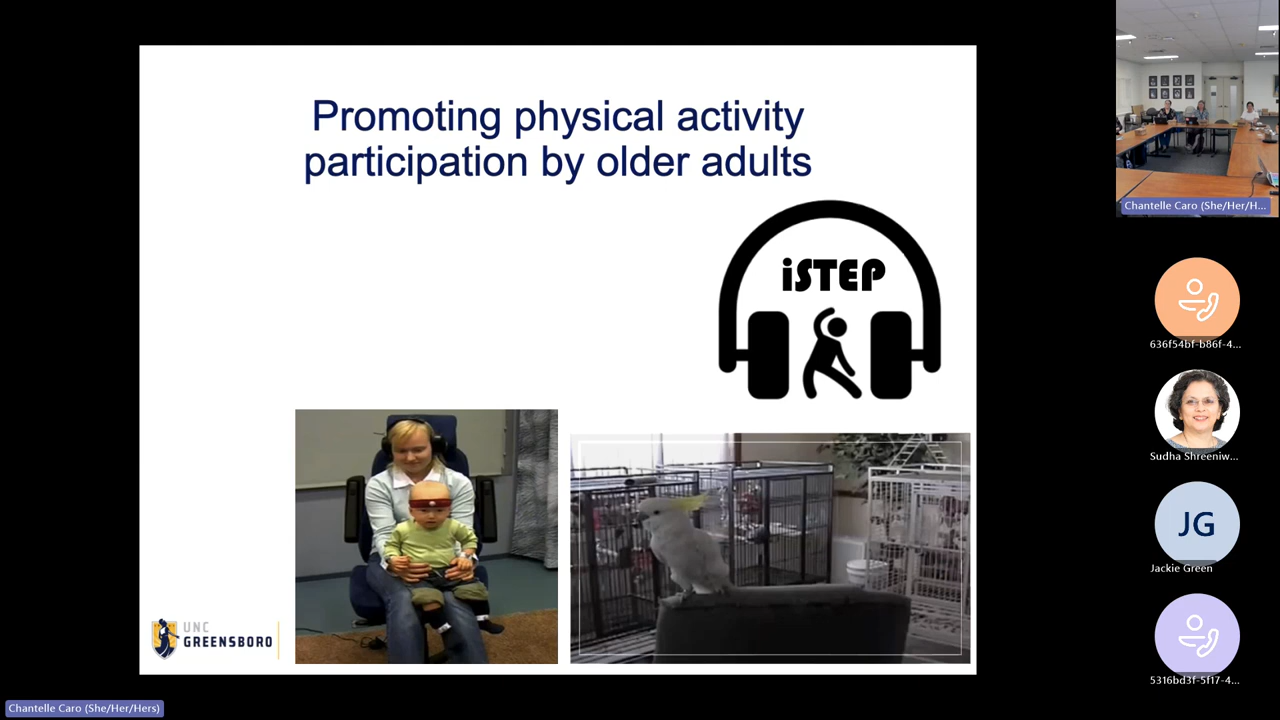 Promoting physical activity
participation by older adults
iSTEP
UNC
GREENSBORO
Chantelle Caro (She/Her/H...
636f54bf-b86f-4...
Sudha Shreeniw...
JG
Jackie Green
5316bd3f-5f17-4...
Chantelle Caro (She/Her/Hers)